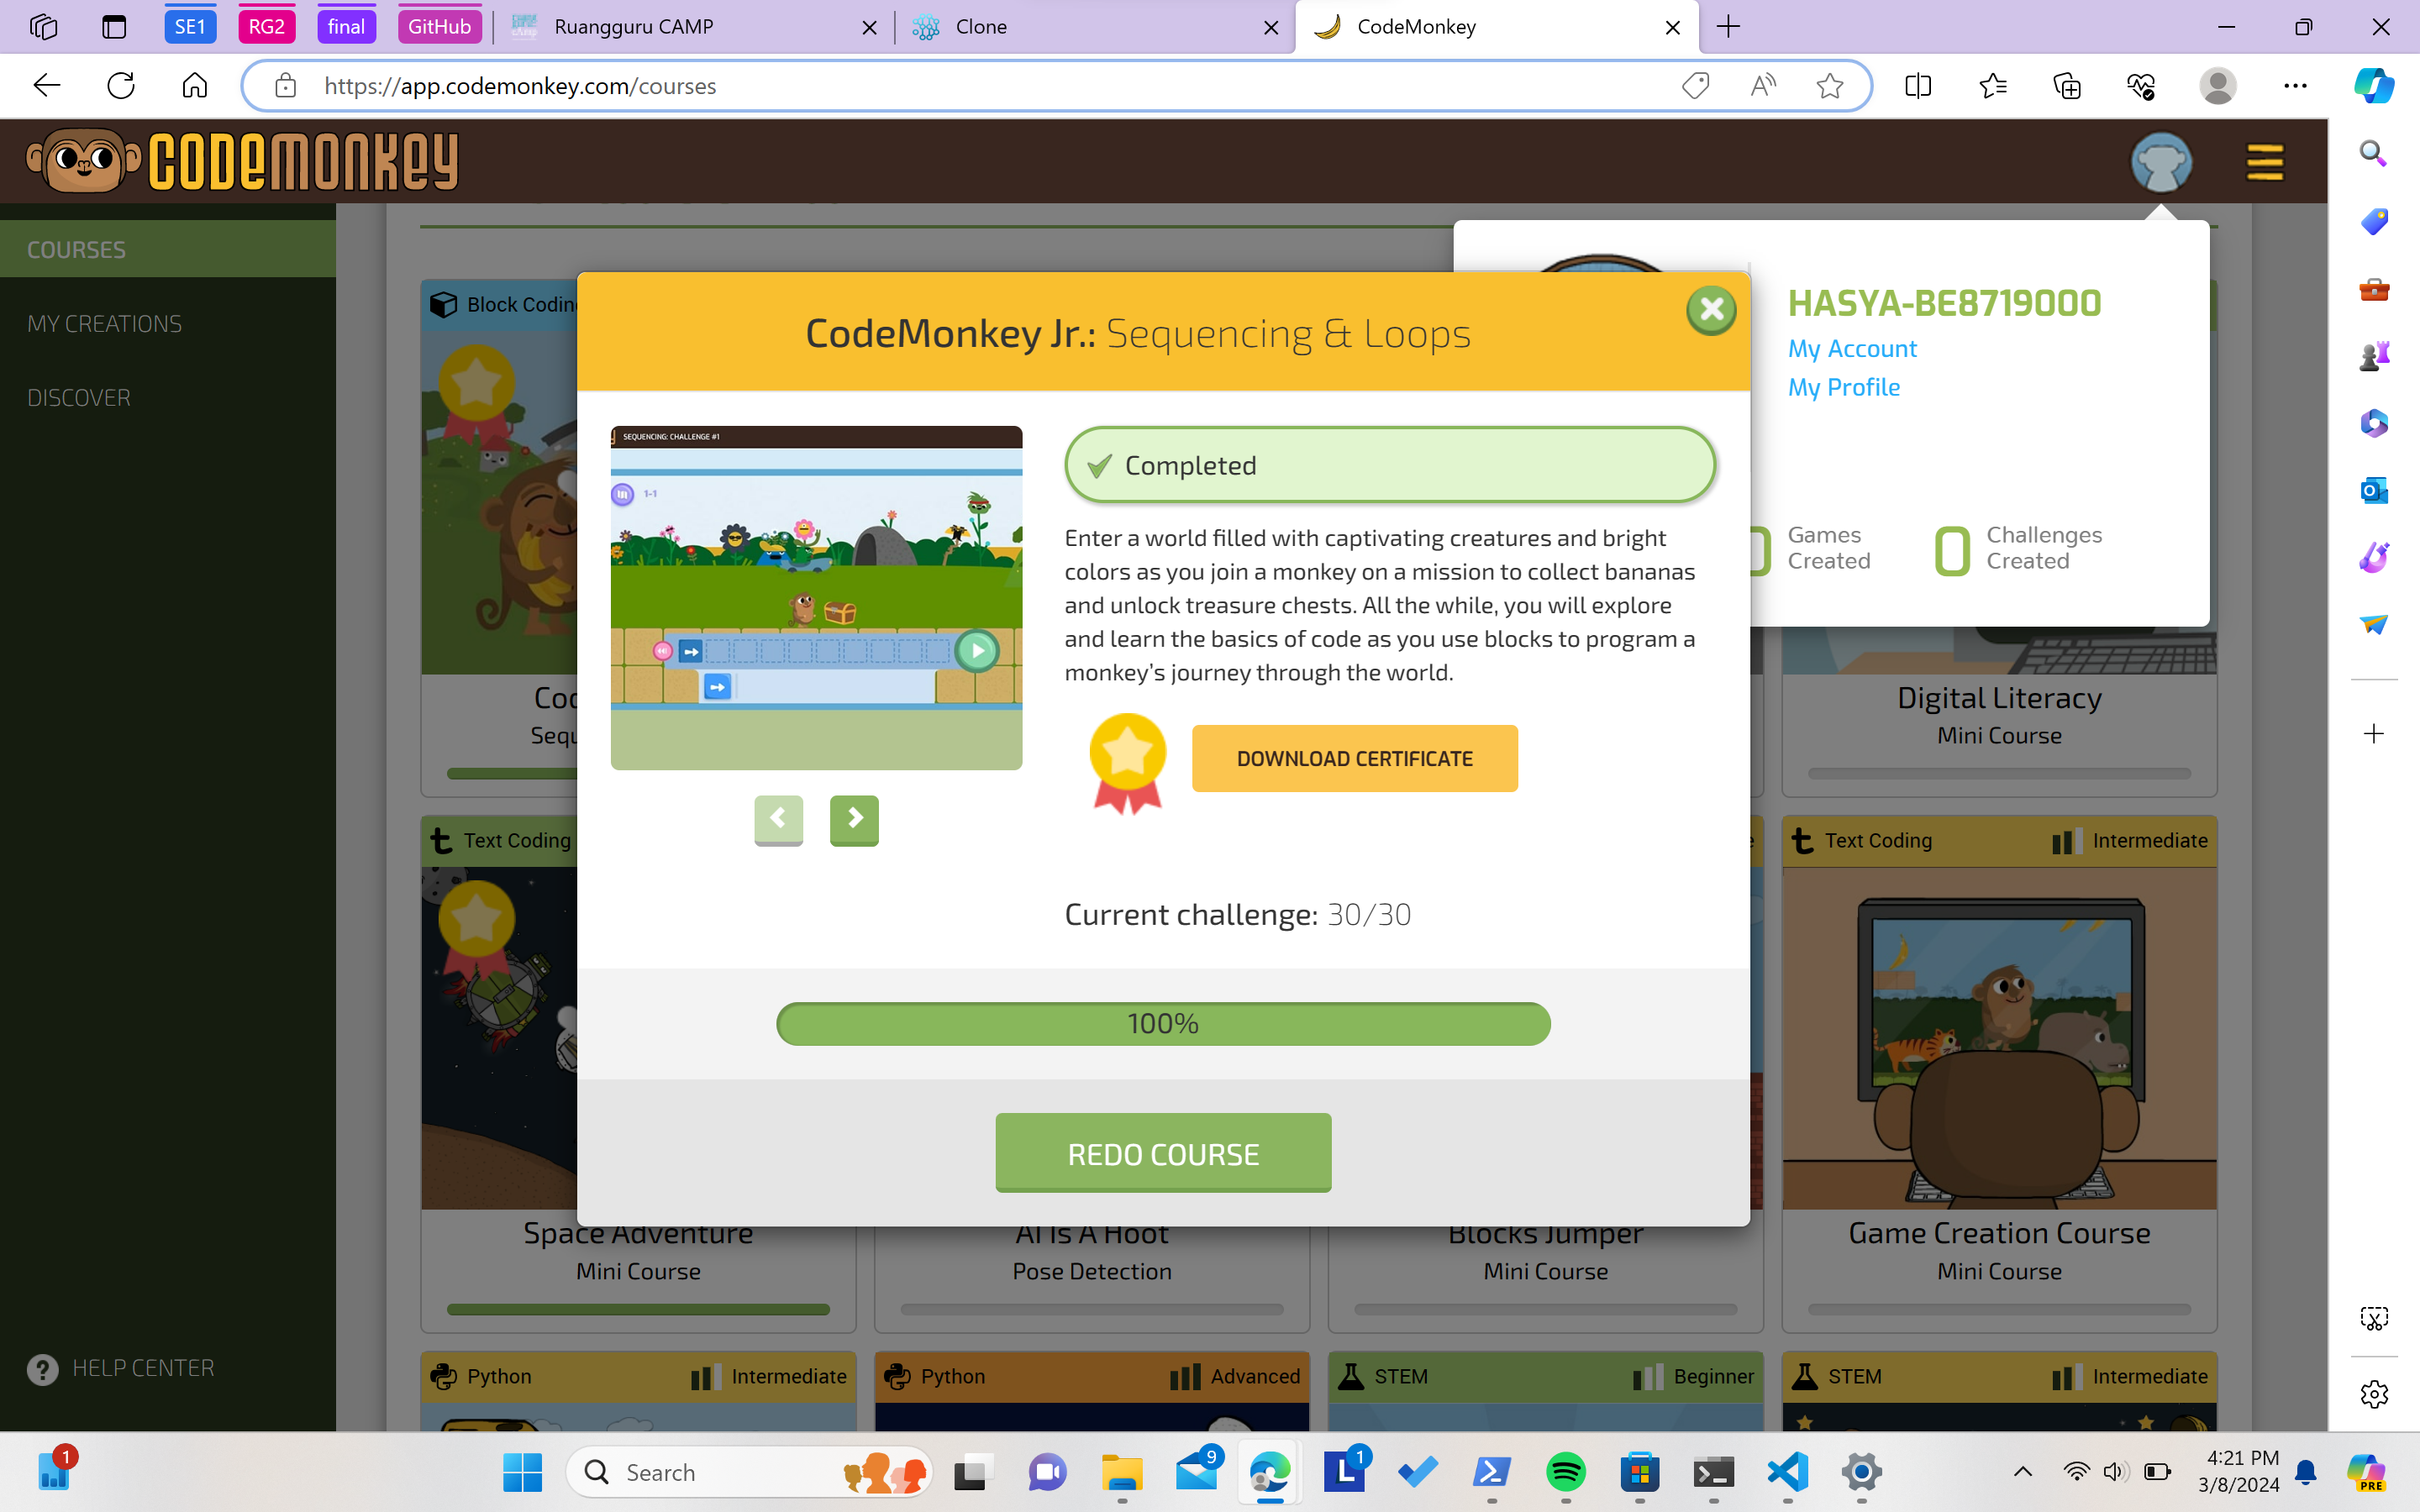 SE1
RG2
final
GitHub
Ruangguru CAMP
Clone
CodeMonkey
https://app.codemonkey.com/courses
CODEMONKEY
COURSES
MY CREATIONS
DISCOVER
HELP CENTER
HASYA-BE8719000
My Account
My Profile
Games
Created
0 Challenges
Created
Block Coding
CodeMonkey Jr.: Sequencing & Loops
SEQUENCING: CHALLENGE #1
1-1
Completed
Enter a world filled with captivating creatures and bright
colors as you join a monkey on a mission to collect bananas
and unlock treasure chests. All the while, you will explore
and learn the basics of code as you use blocks to program a
monkey’s journey through the world.
DOWNLOAD CERTIFICATE
Current challenge: 30/30
100%
REDO COURSE
Digital Literacy
Mini Course
Text Coding
Text Coding
Intermediate
Space Adventure
Mini Course
AI Is A Hoot
Pose Detection
Blocks Jumper
Mini Course
Game Creation Course
Mini Course
Python
Intermediate
Python
Advanced
STEM
Beginner
STEM
Intermediate
1
Search
9
L
1
4:21 PM
3/8/2024
PRE